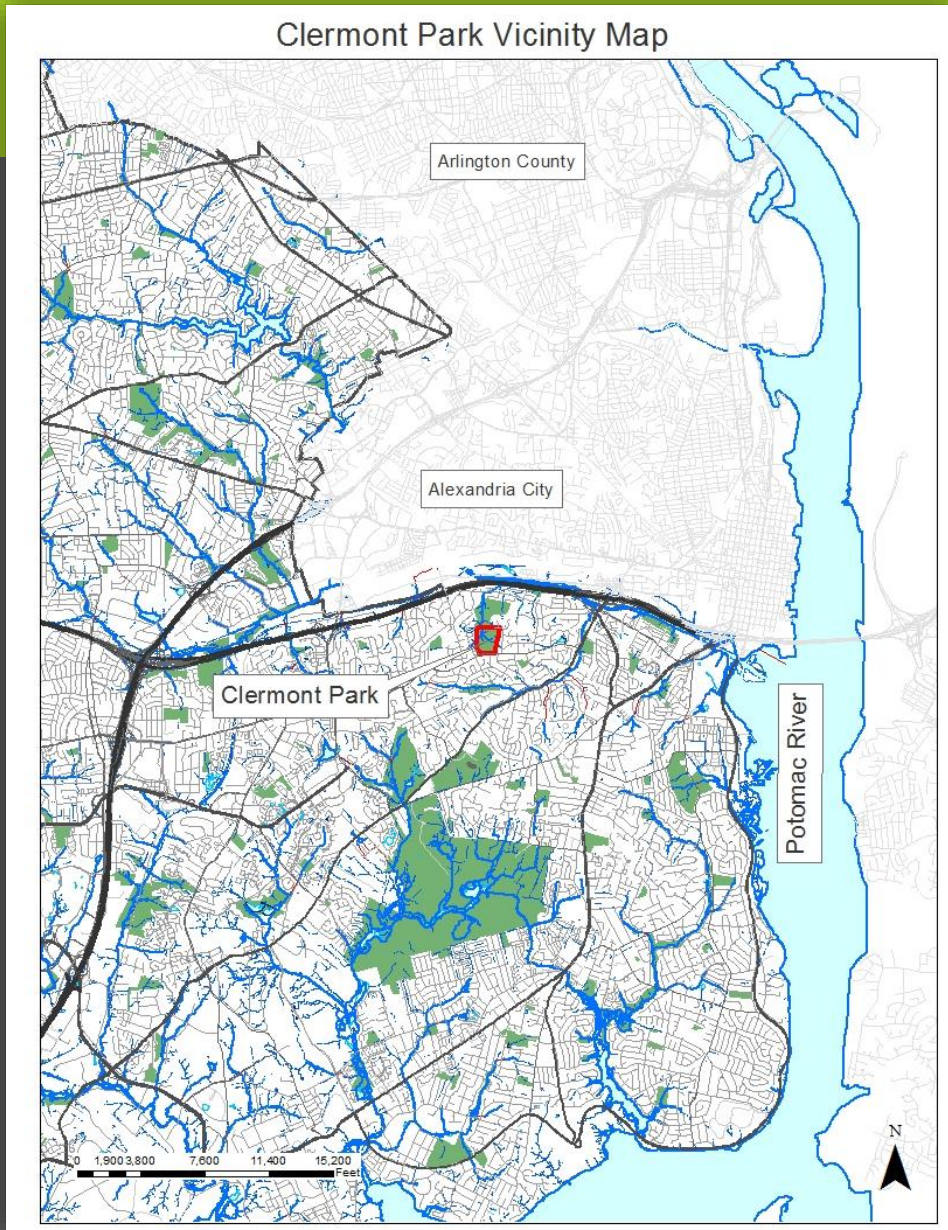 Clermont Park Vicinity Map
Arlington County
Alexandria City
Clermont Park
Potomac River
N
0 1,900 3,800 7,600 11,400 15,200
Feet